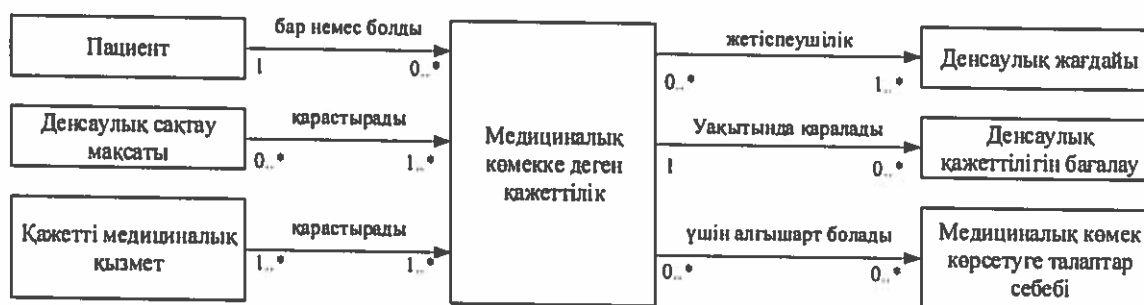 Пациент
бар немес болды
1
0..*
Денсаулық сақтау
мақсаты
қарастырады
0..*
1..*
Қажетті медициналық
қызмет
қарастырады
1..*
1..*
Медициналық
көмекке деген
қажеттілік
жетіспеушілік
0..*
1..*
Денсаулық жағдайы
Уақытында қаралады
1
0..*
Денсаулық
қажеттілігін бағалау
үшін алғышарт болады
0..*
0..*
Медициналық көмек
көрсетуге талаптар
себебі